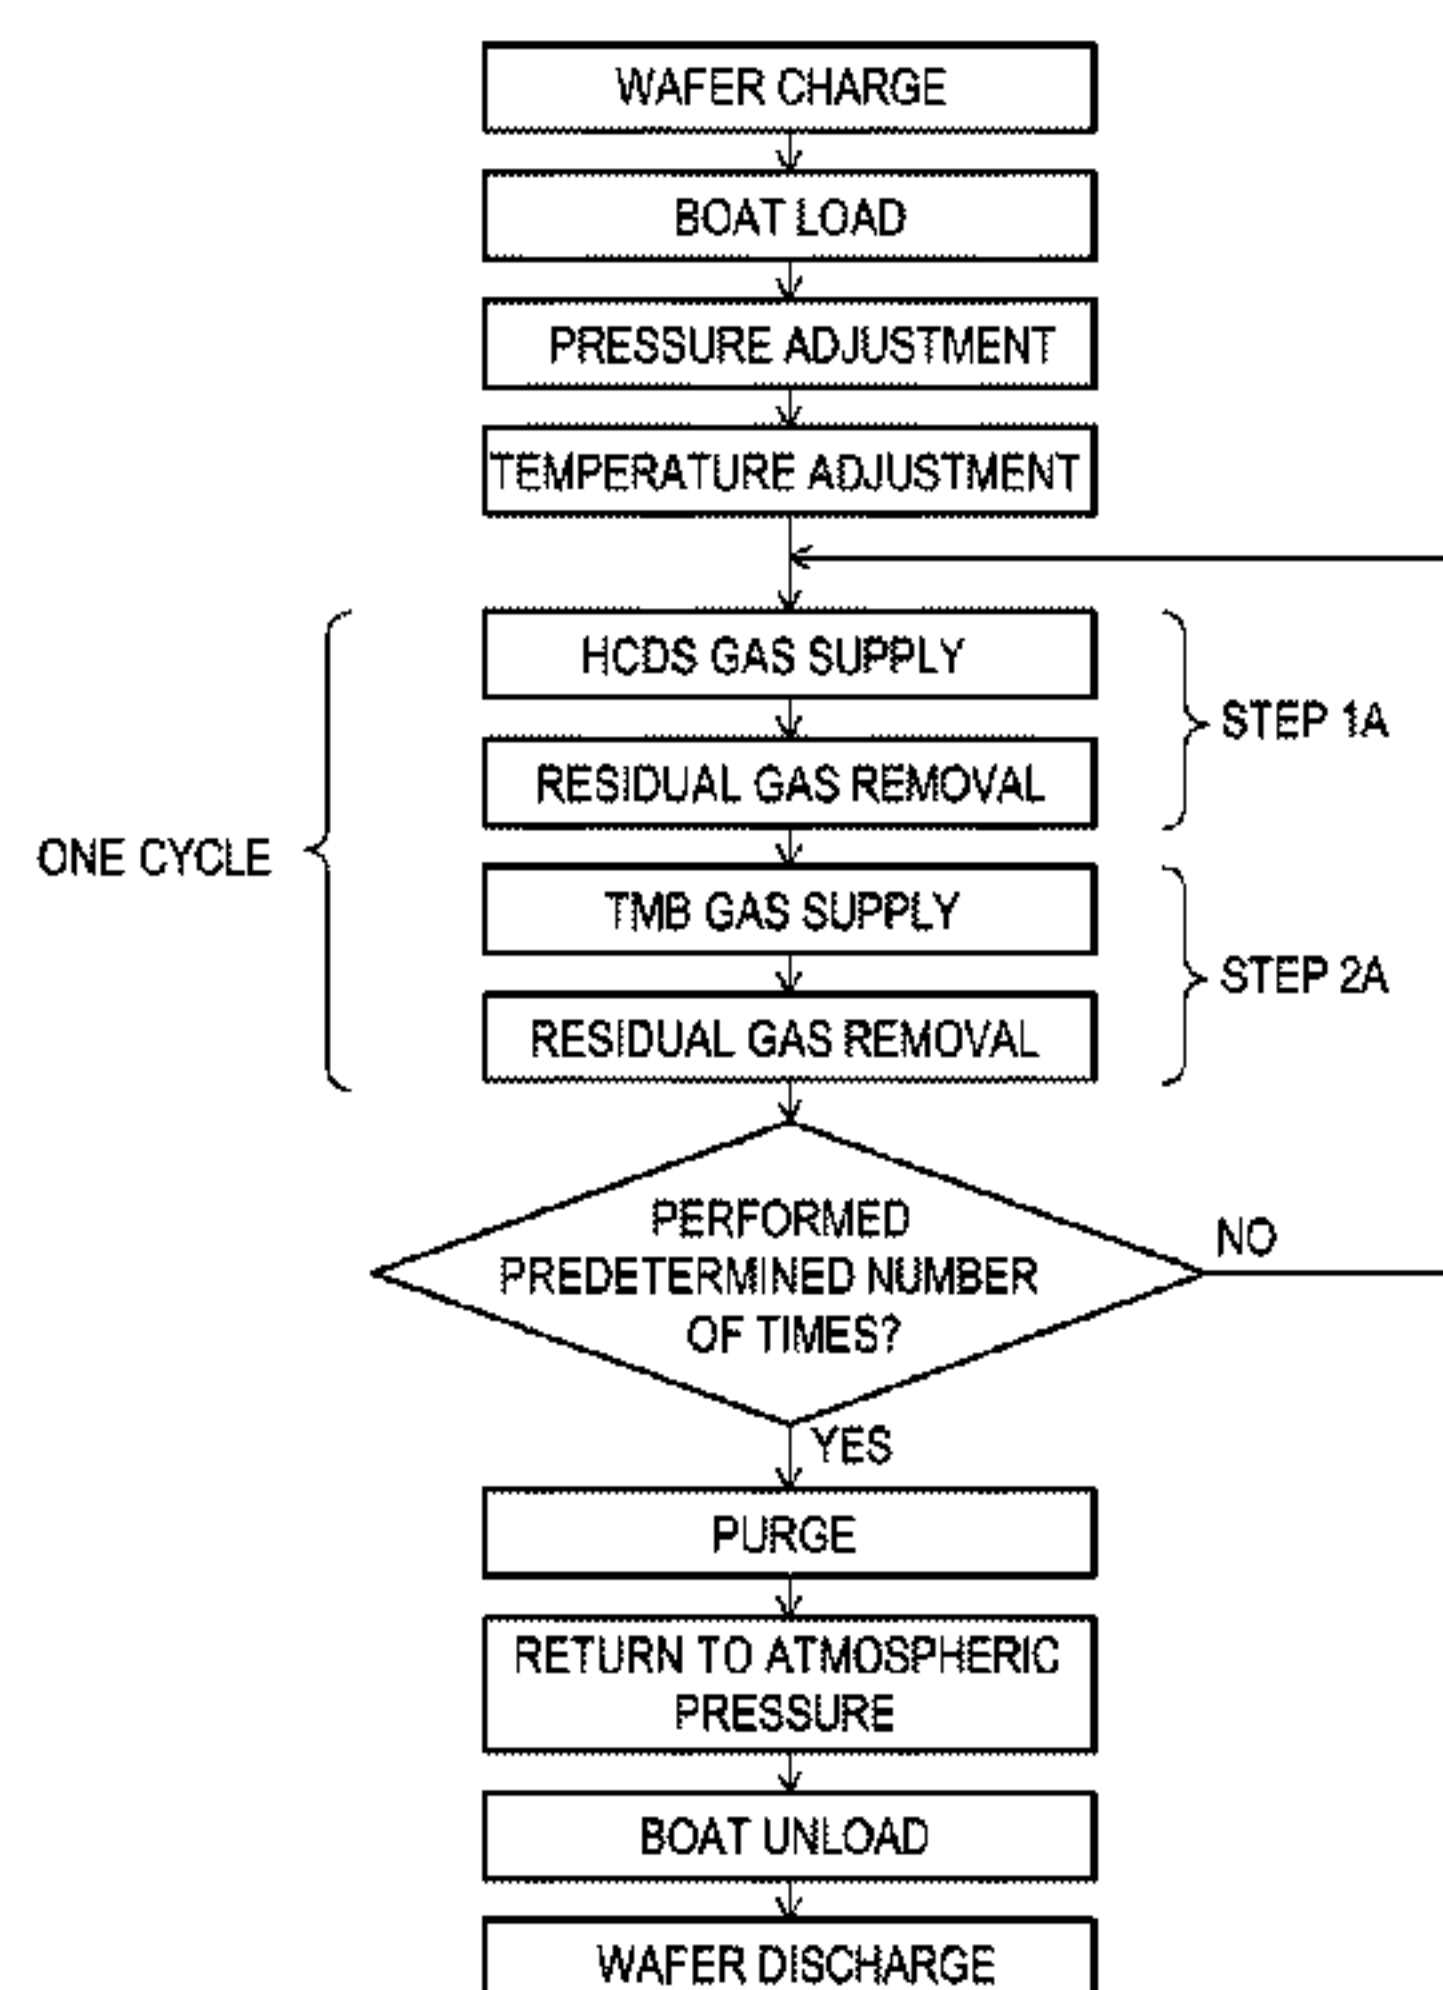 WAFER CHARGE
BOAT LOAD
PRESSURE ADJUSTMENT
TEMPERATURE ADJUSTMENT
HCDS GAS SUPPLY
STEP 1A
RESIDUAL GAS REMOVAL
ONE CYCLE
TMB GAS SUPPLY
STEP 2A
RESIDUAL GAS REMOVAL
PERFORMED
PREDETERMINED NUMBER
OF TIMES?
NO
YES
PURGE
RETURN TO ATMOSPHERIC
PRESSURE
BOAT UNLOAD
WAFER DISCHARGE